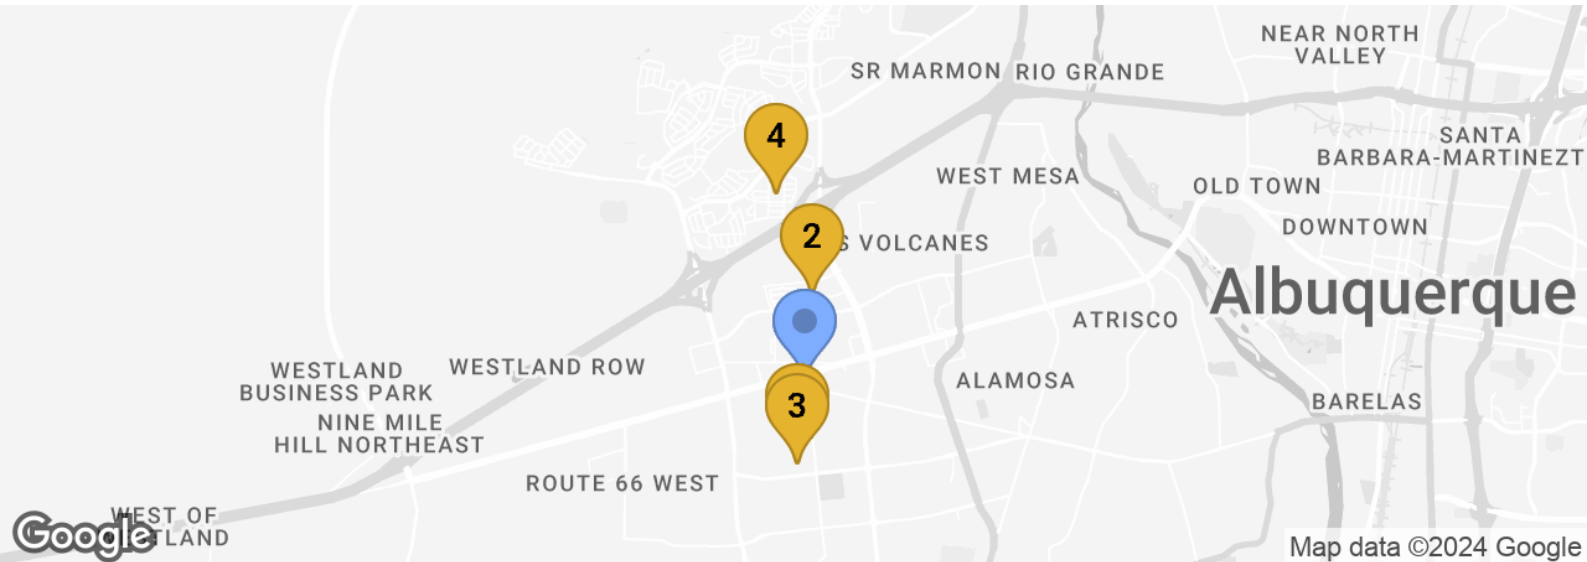 NEAR NORTH
VALLEY
SR MARMON
RIO GRANDE
4
SANTA
BARBARA-MARTINEZT
WEST MESA
OLD TOWN
DOWNTOWN
2
VOLCANES
Albuquerque
ATRISCO
WESTLAND
BUSINESS PARK
WESTLAND ROW
ALAMOSA
3
BARELAS
NINE MILE
HILL NORTHEAST
ROUTE 66 WEST
WEST OF
Google
Map data ©2024 Google